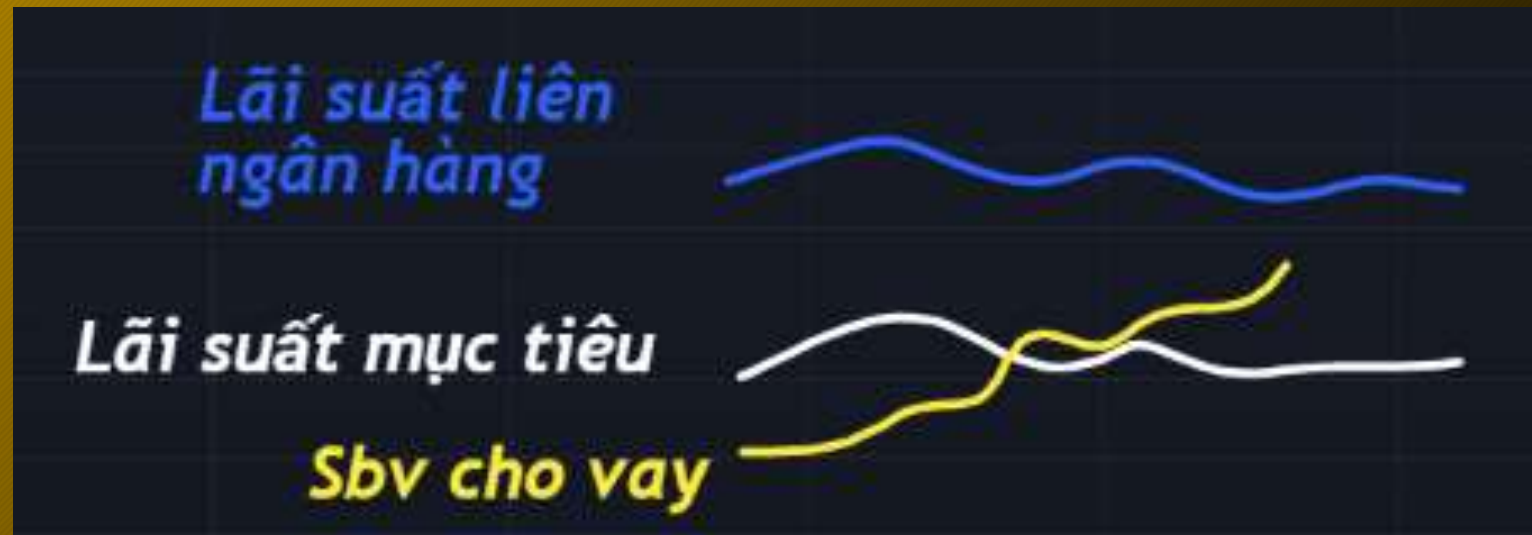 Lãi suất liên
ngân hàng
Lãi suất mục tiêu
Sbv cho vay